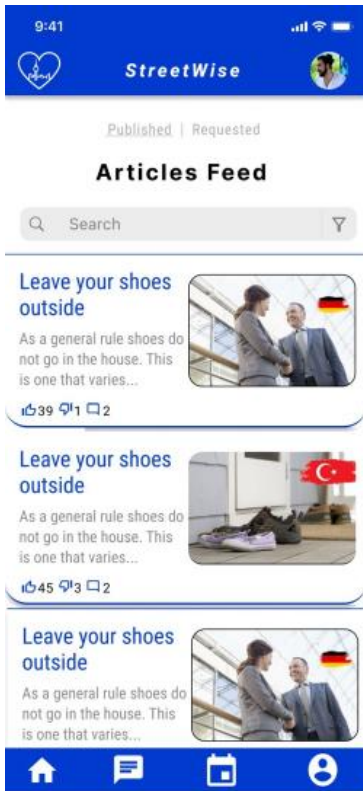 9:41
StreetWise
Published | Requested
Articles Feed
Search
Leave your shoes
outside
As a general rule shoes do
not go in the house. This
is one that varies...
39 1 2
Leave your shoes
outside
As a general rule shoes do
not go in the house. This
is one that varies...
45 3 2
Leave your shoes
outside
As a general rule shoes do
not go in the house. This
is one that varies...